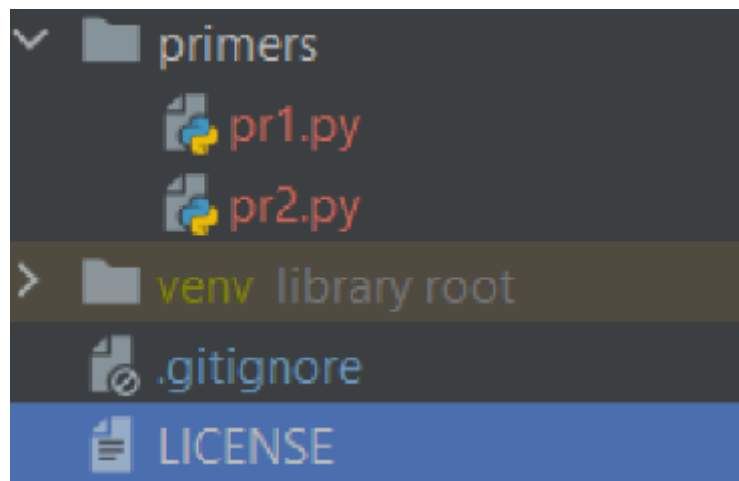 primers
pr1.py
pr2.py
venv library root
.gitignore
LICENSE